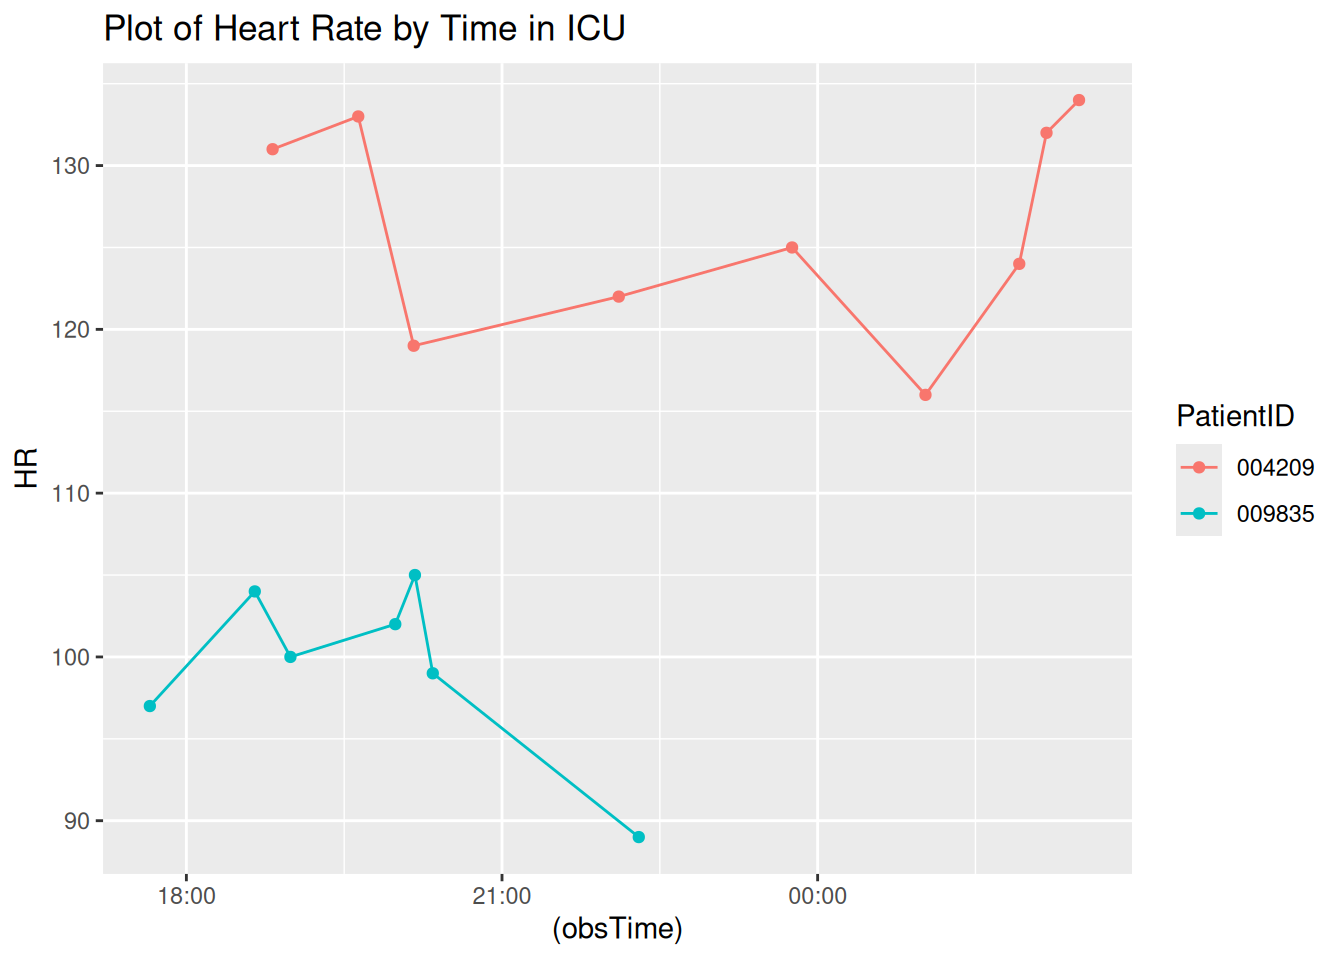 Plot of Heart Rate by Time in ICU
130
120
110
100
90
HR
18:00
21:00
00:00
(obsTime)
PatientID
004209
009835